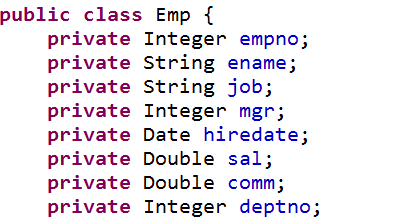 public class Emp {
    private Integer empno;
    private String ename;
    private String job;
    private Integer mgr;
    private Date hiredate;
    private Double sal;
    private Double comm;
    private Integer deptno;